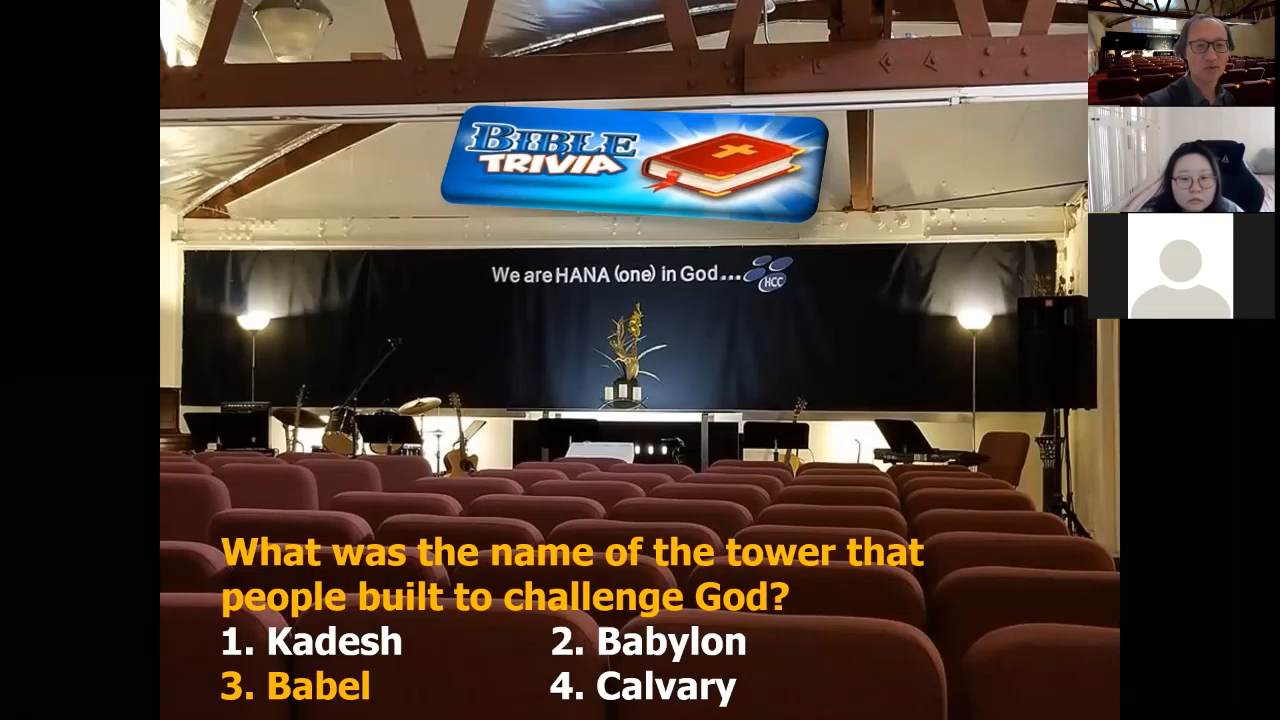 BIBLE
TRIVIA
We are HANA (one) in God...
HCC
What was the name of the tower that
people built to challenge God?
1. Kadesh 2. Babylon
3. Babel 4. Calvary